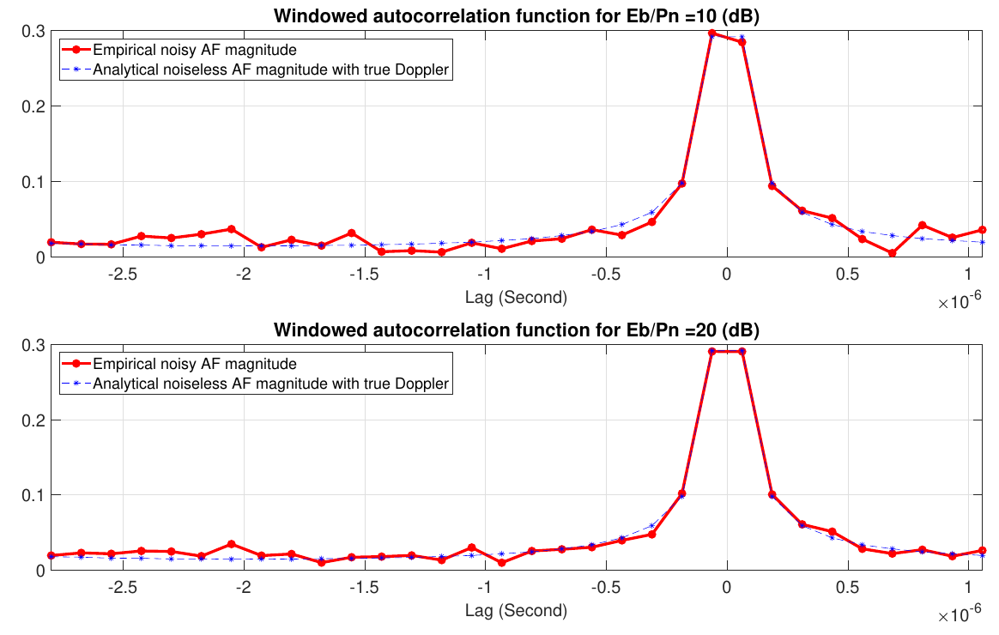 Windowed autocorrelation function for Eb/Pn =10 (dB)
0.3
Empirical noisy AF magnitude
Analytical noiseless AF magnitude with true Doppler
0.2
0.1
0
-2.5 -2 -1.5 -1 -0.5 0 0.5 1
Lag (Second)
×10-6
Windowed autocorrelation function for Eb/Pn =20 (dB)
0.3
Empirical noisy AF magnitude
Analytical noiseless AF magnitude with true Doppler
0.2
0.1
0
-2.5 -2 -1.5 -1 -0.5 0 0.5 1
Lag (Second)
×10-6